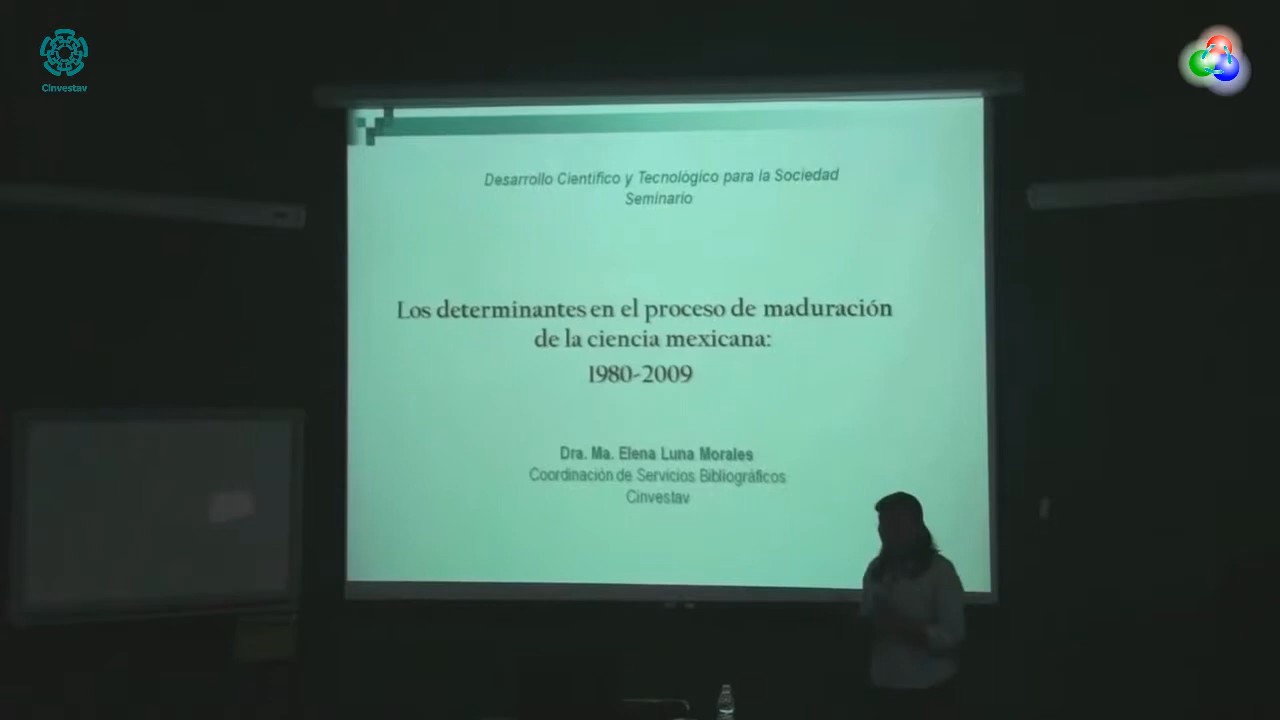 Cinvestav
Desarrollo Científico y Tecnológico para la Sociedad
Seminario
Los determinantes en el proceso de maduración
de la ciencia mexicana:
1980-2009
Dra. Ma. Elena Luna Morales
Coordinación de Servicios Bibliográficos
Cinvestav